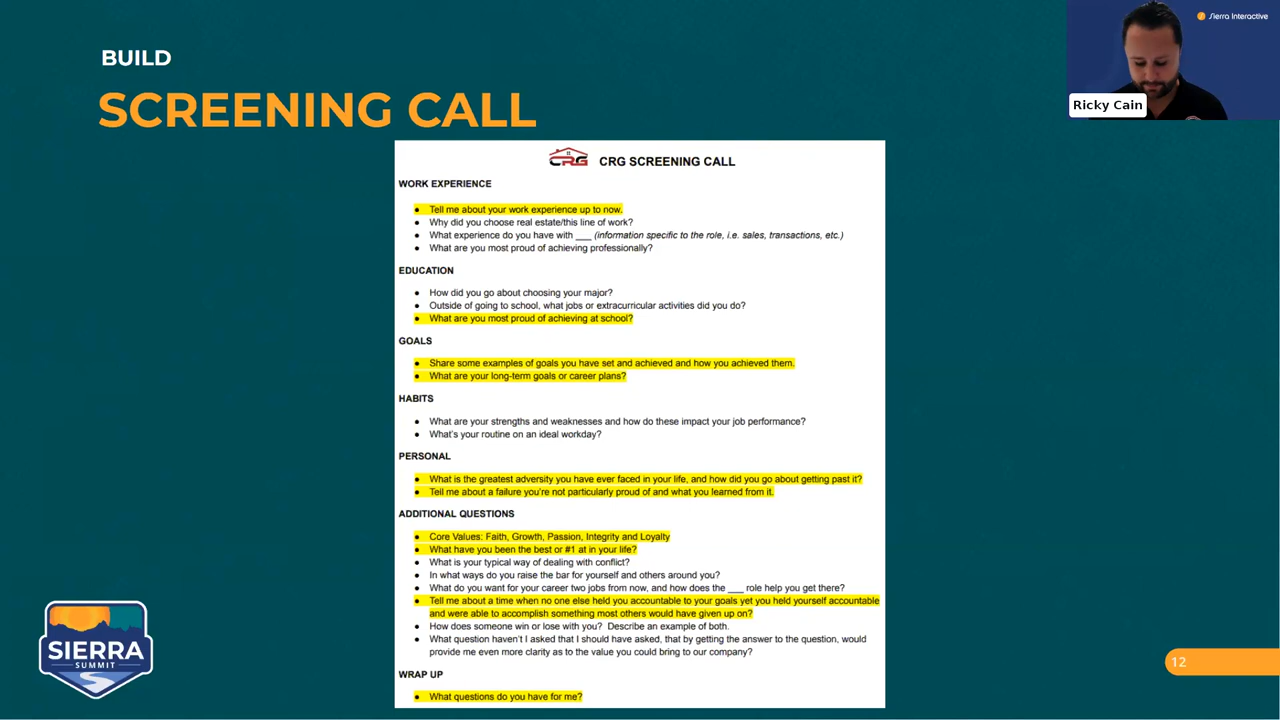 BUILD
SCREENING CALL
Sierra Interactive
Ricky Cain
CRG CRG SCREENING CALL
WORK EXPERIENCE
● Tell me about your work experience up to now.
● Why did you choose real estate/this line of work?
● What experience do you have with ___ (information specific to the role, i.e. sales, transactions, etc.)
● What are you most proud of achieving professionally?
EDUCATION
● How did you go about choosing your major?
● Outside of going to school, what jobs or extracurricular activities did you do?
● What are you most proud of achieving at school?
GOALS
● Share some examples of goals you have set and achieved and how you achieved them.
● What are your long-term goals or career plans?
HABITS
● What are your strengths and weaknesses and how do these impact your job performance?
● What's your routine on an ideal workday?
PERSONAL
● What is the greatest adversity you have ever faced in your life, and how did you go about getting past it?
● Tell me about a failure you're not particularly proud of and what you learned from it.
ADDITIONAL QUESTIONS
● Core Values: Faith, Growth, Passion, Integrity and Loyalty
● What have you been the best or #1 at in your life?
● What is your typical way of dealing with conflict?
● In what ways do you raise the bar for yourself and others around you?
● What do you want for your career two jobs from now, and how does the ___ role help you get there?
● Tell me about a time when no one else held you accountable to your goals yet you held yourself accountable
and were able to accomplish something most others would have given up on?
● How does someone win or lose with you? Describe an example of both.
● What question haven't I asked that I should have asked, that by getting the answer to the question, would
provide me even more clarity as to the value you could bring to our company?
WRAP UP
● What questions do you have for me?
SIERRA
SUMMIT
12